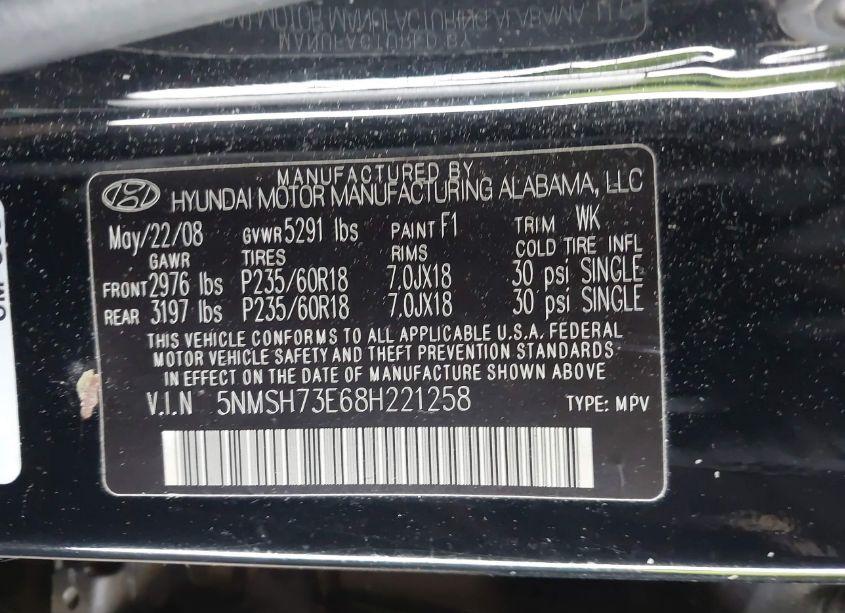 MANUFACTURED BY
HYUNDAI MOTOR MANUFACTURING ALABAMA, LLC
May/22/08 GVWR 5291 lbs PAINT F1 TRIM WK
GAWR TIRES RIMS COLD TIRE INFL
FRONT 2976 lbs P235/60R18 7.0JX18 30 psi SINGLE
REAR 3197 lbs P235/60R18 7.0JX18 30 psi SINGLE
THIS VEHICLE CONFORMS TO ALL APPLICABLE U.S.A. FEDERAL
MOTOR VEHICLE SAFETY AND THEFT PREVENTION STANDARDS
IN EFFECT ON THE DATE OF MANUFACTURE SHOWN ABOVE
V.I.N 5NMSH73E68H221258 TYPE: MPV